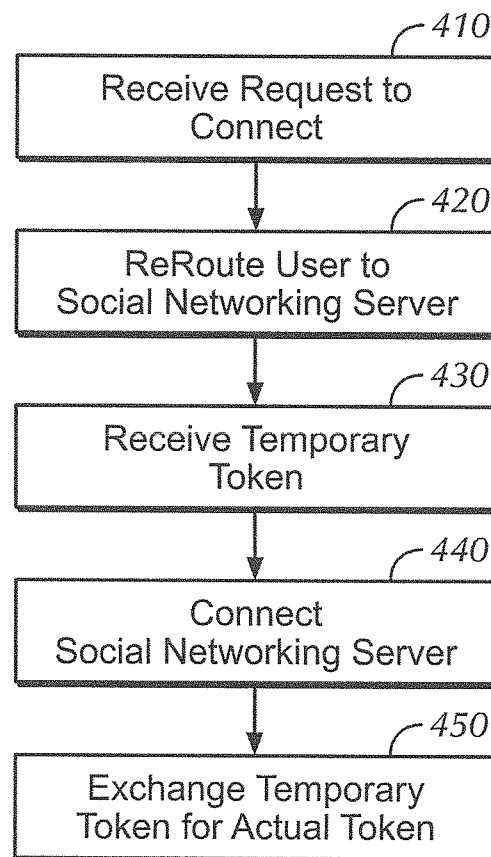 410
Receive Request to
Connect
420
ReRoute User to
Social Networking Server
430
Receive Temporary
Token
440
Connect
Social Networking Server
450
Exchange Temporary
Token for Actual Token